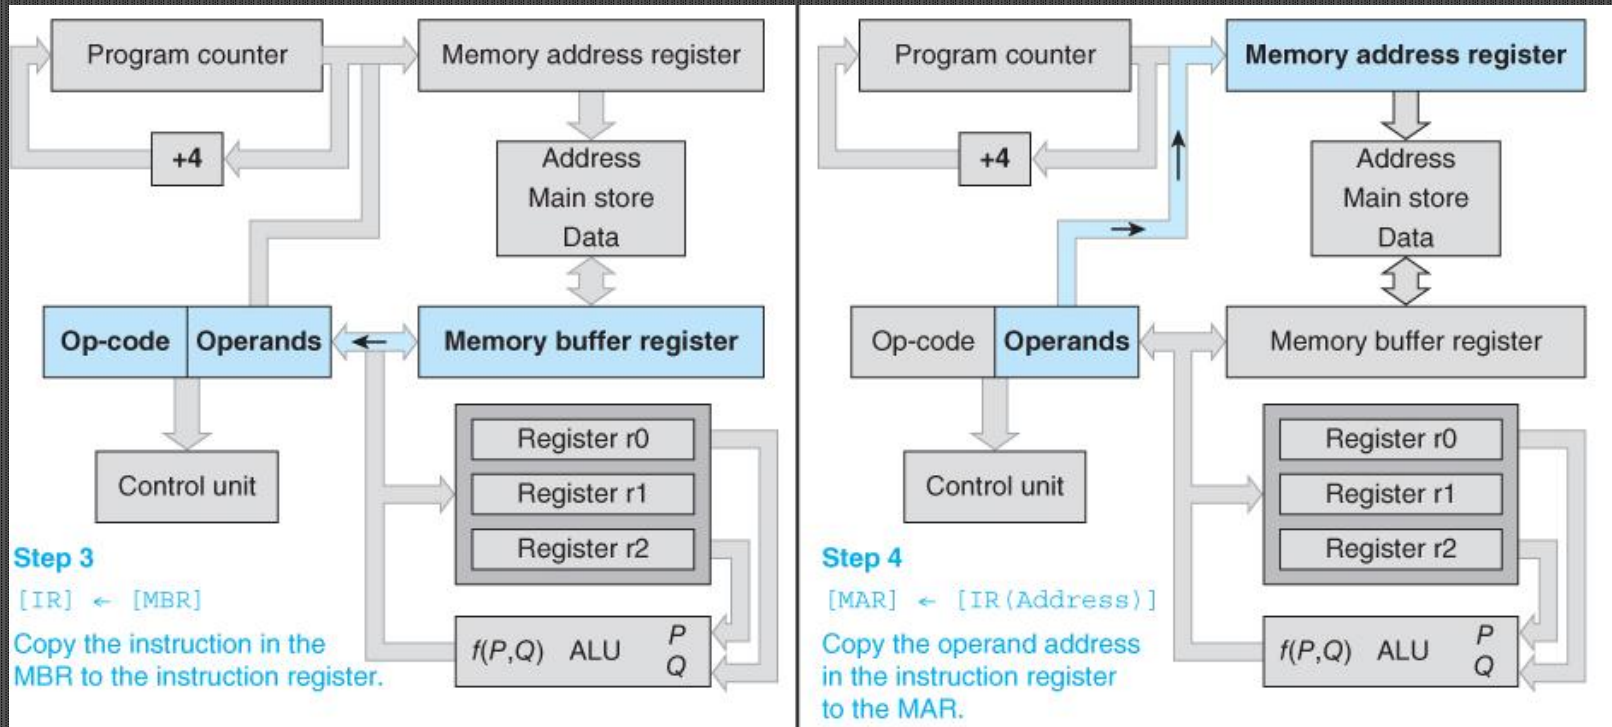 Program counter
Memory address register
+4
Address
Main store
Data
Op-code
Operands
Memory buffer register
Control unit
Register r0
Register r1
Register r2
f(P,Q) ALU
P
Q
Step 3
[IR] ← [MBR]
Copy the instruction in the
MBR to the instruction register.
Program counter
Memory address register
+4
Address
Main store
Data
Op-code
Operands
Memory buffer register
Control unit
Register r0
Register r1
Register r2
f(P,Q) ALU
P
Q
Step 4
[MAR] ← [IR(Address)]
Copy the operand address
in the instruction register
to the MAR.